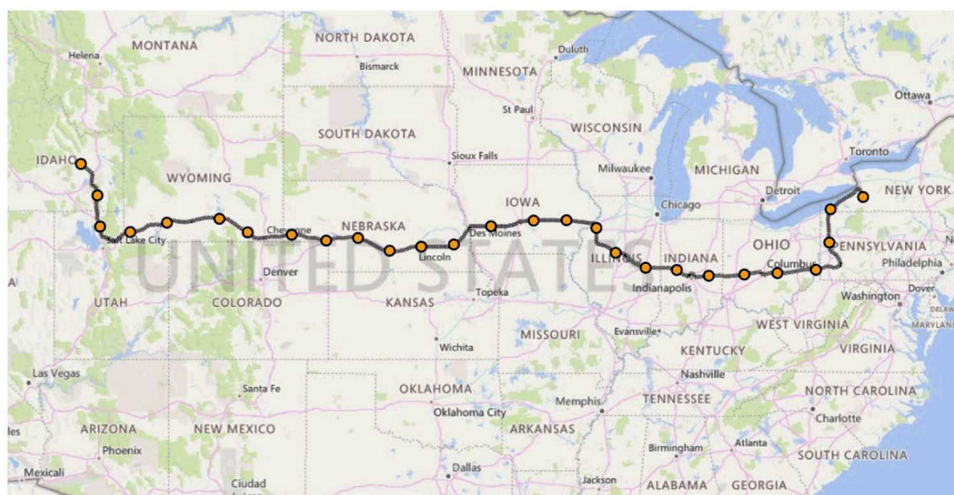 NORTH DAKOTA
MONTANA
Duluth
Helena
Bismarck
MINNESOTA
Ottawa
St Paul
SOUTH DAKOTA
WISCONSIN
Toronto
IDAHO
Sioux Falls
MICHIGAN
WYOMING
Milwaukee
Detroit
NEW YORK
IOWA
Chicago
NEBRASKA
Cheyenne
Des Moines
Salt Lake City
PENNSYLVANIA
OHIO
UNITED STATES
Lincoln
ILLINOIS
INDIANA
Columbus
Philadelphia
Denver
Indianapolis
UTAH
COLORADO
KANSAS
Topeka
Washington
Dover
DELAW
WEST VIRGINIA
MARYLAND
MISSOURI
Evansville
Wichita
KENTUCKY
VIRGINIA
Las Vegas
Nashville
Santa Fe
OKLAHOMA
TENNESSEE
NORTH CAROLINA
Oklahoma City
Memphis
Charlotte
les
ARIZONA
NEW MEXICO
ARKANSAS
Phoenix
Birmingham
Atlanta
SOUTH CAROLINA
Mexicali
Dallas
Ciudad
Jackson
ALABAMA
GEORGIA